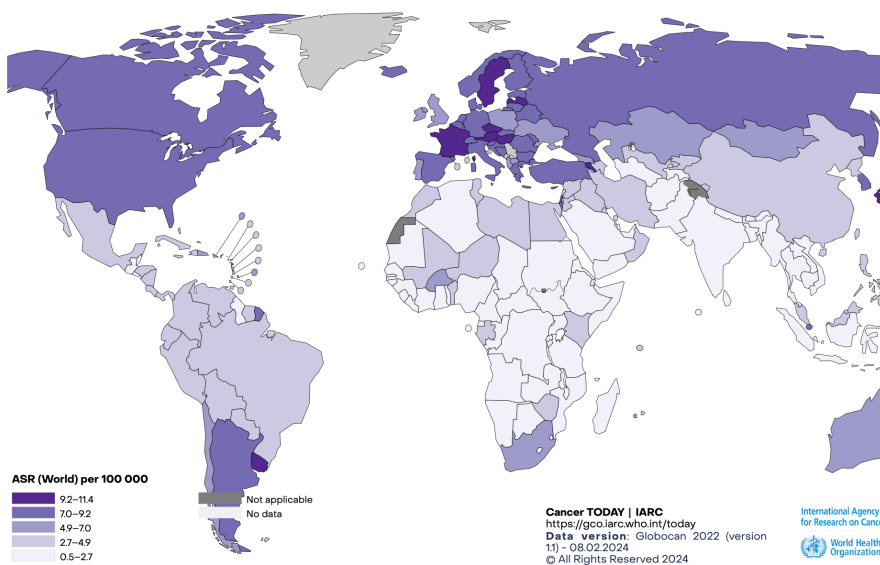 ASR (World) per 100 000
9.2–11.4
7.0–9.2
4.9–7.0
2.7–4.9
0.5–2.7
Not applicable
No data
Cancer TODAY | IARC
https://gco.iarc.who.int/today
Data version: Globocan 2022 (version
1.1) - 08.02.2024
© All Rights Reserved 2024
International Agency
for Research on Canc
World Health
Organization